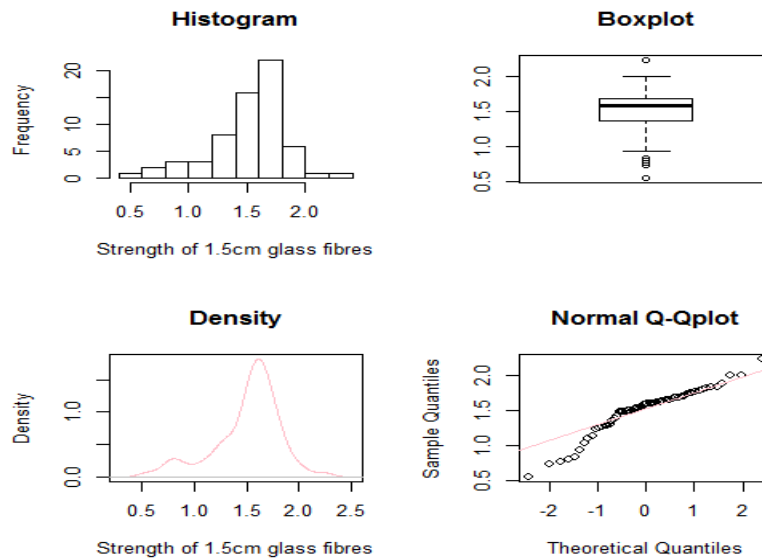 Histogram
Frequency
0 5 10 20
0.5 1.0 1.5 2.0
Strength of 1.5cm glass fibres
Boxplot
0.5 1.0 1.5 2.0
Density
Density
0.0 1.0
0.5 1.0 1.5 2.0 2.5
Strength of 1.5cm glass fibres
Normal Q-Qplot
Sample Quantiles
0.5 1.0 1.5 2.0
-2 -1 0 1 2
Theoretical Quantiles